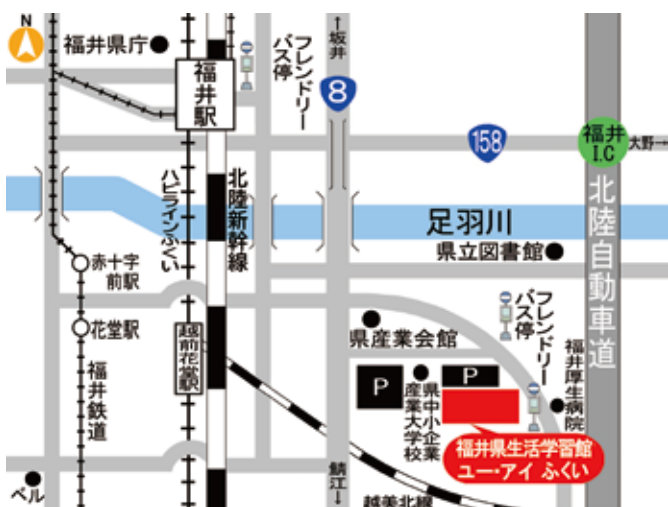 N
福井県庁
福井駅
フレンドリー
バス停
↑坂井
8
158
福井
I.C
大野→
ハピラインふくい
北陸新幹線
足羽川
県立図書館
北陸自動車道
赤十字
前駅
花堂駅
越前花堂駅
福井鉄道
県産業会館
フレンドリー
バス停
福井厚生病院
P
県中小企業
産業大学校
P
福井県生活学習館
ユー・アイ ふくい
ベル
鯖江↓
越美北線